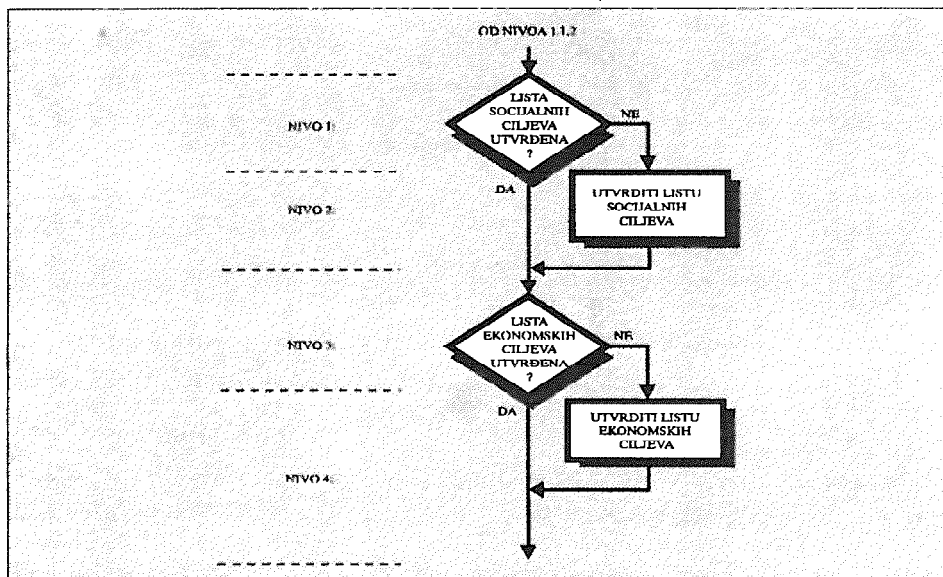 OD NIVOA 1.1.2
LISTA
SOCIJALNIH
CILJEVA
UTVRĐENA
?
NE
NIVO 1:
DA
UTVRDITI LISTU
SOCIJALNIH
CILJEVA
NIVO 2:
LISTA
EKONOMSKIH
CILJEVA
UTVRĐENA
?
NE
NIVO 3:
DA
UTVRDITI LISTU
EKONOMSKIH
CILJEVA
NIVO 4: